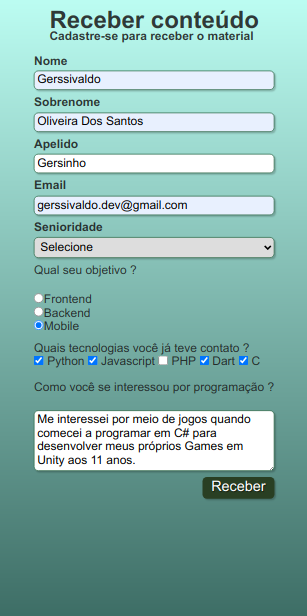 Receber conteúdo
Cadastre-se para receber o material
Nome
Gerssivaldo
Sobrenome
Oliveira Dos Santos
Apelido
Gersinho
Email
gerssivaldo.dev@gmail.com
Senioridade
Selecione
Qual seu objetivo ?
Frontend
Backend
Mobile
Quais tecnologias você já teve contato ?
Python Javascript PHP Dart C
Como você se interessou por programação ?
Me interessei por meio de jogos quando
comecei a programar em C# para
desenvolver meus próprios Games em
Unity aos 11 anos.
Receber